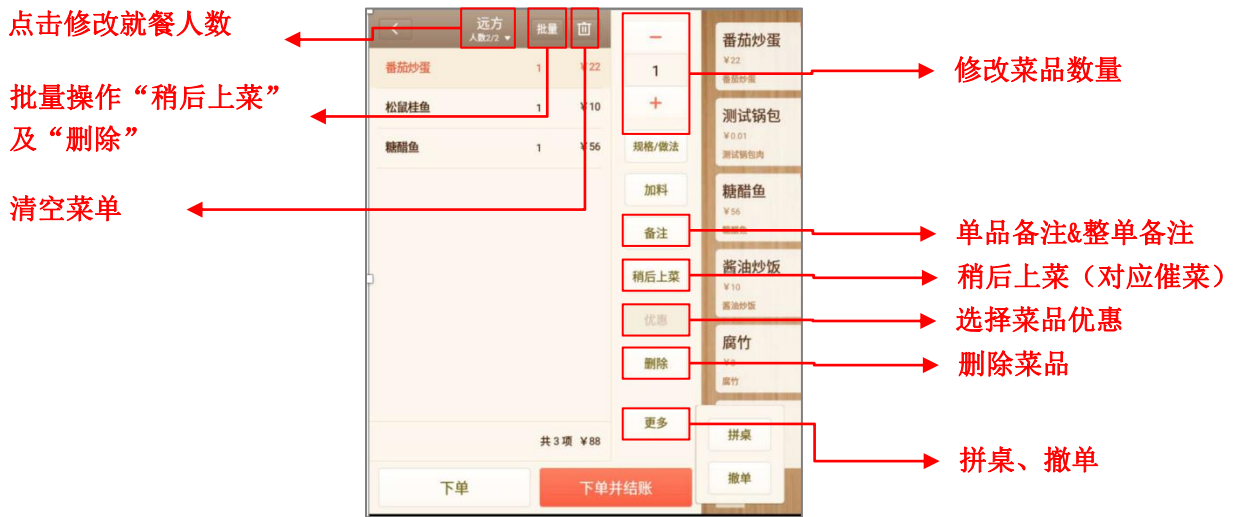 点击修改就餐人数
批量操作“稍后上菜”
及“删除”
清空菜单
远方
人数2/2
批量
番茄炒蛋 1 ¥22
松鼠桂鱼 1 ¥10
糖醋鱼 1 ¥56
共3项 ¥88
下单
下单并结账
1
规格/做法
加料
备注
稍后上菜
优惠
删除
更多
番茄炒蛋
¥22
番茄炒蛋
测试锅包
¥0.01
测试锅包肉
糖醋鱼
¥56
糖醋鱼
酱油炒饭
¥10
酱油炒饭
腐竹
腐竹
拼桌
撤单
修改菜品数量
单品备注&整单备注
稍后上菜（对应催菜）
选择菜品优惠
删除菜品
拼桌、撤单